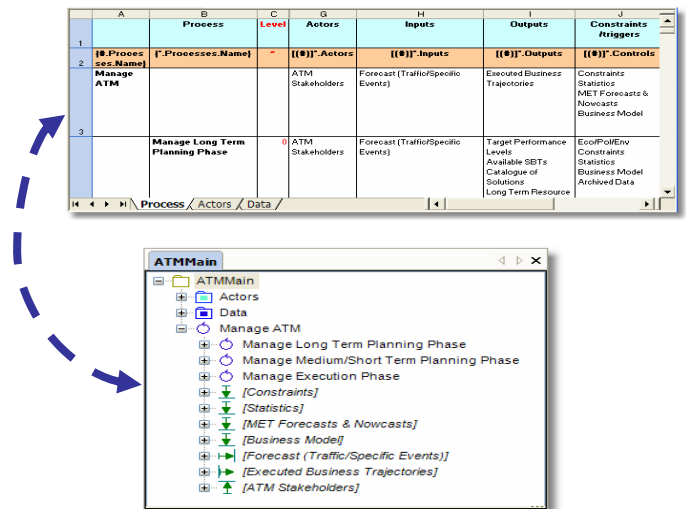 A B C G H I J
Process Level Actors Inputs Outputs Constraints
/triggers
1
{#.Proces {".Processes.Name} " [(#)]".Actors [(#)]".Inputs [(#)]".Outputs [(#)]".Controls
2 ses.Name}
Manage ATM Forecast (Traffic/Specific Executed Business Constraints
ATM Stakeholders Events) Trajectories Statistics
MET Forecasts &
Nowcasts
Business Model
3
Manage Long Term 0 ATM Forecast (Traffic/Specific Target Performance Eco/Pol/Env
Planning Phase Stakeholders Events) Levels Constraints
Available SBTs Statistics
Catalogue of Business Model
Solutions Archived Data
Long Term Resource
Process Actors Data
ATMMain
ATMMain
Actors
Data
Manage ATM
Manage Long Term Planning Phase
Manage Medium/Short Term Planning Phase
Manage Execution Phase
[Constraints]
[Statistics]
[MET Forecasts & Nowcasts]
[Business Model]
[Forecast (Traffic/Specific Events)]
[Executed Business Trajectories]
[ATM Stakeholders]